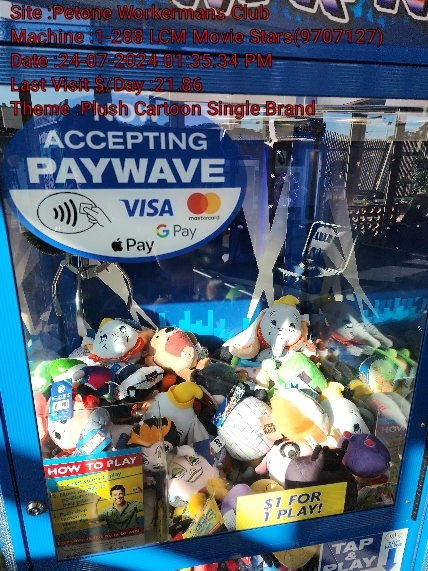 Site :Petone Workermans Club
Machine :1-288 LCM Movie Stars(9707127)
Date :24-07-2024 01:35:34 PM
Last Visit $/Day :21.86
Theme :Plush Cartoon Single Brand
ACCEPTING
PAYWAVE
VISA
mastercard
Pay
G Pay
HOW TO PLAY
$1 FOR
1 PLAY!
TAP &
PLAY